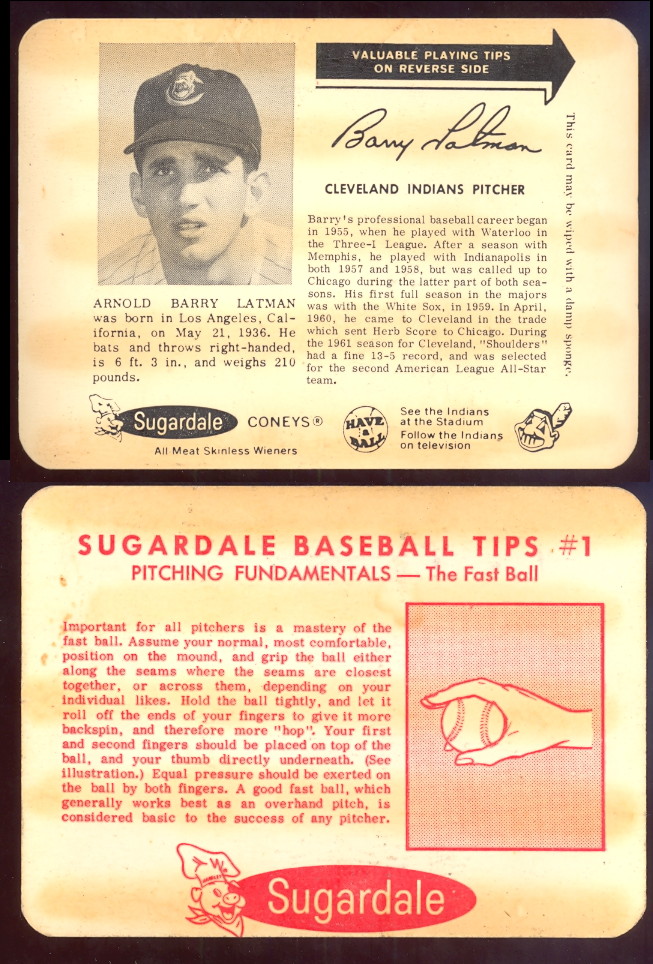 VALUABLE PLAYING TIPS
ON REVERSE SIDE
Barry Latman
CLEVELAND INDIANS PITCHER
Barry's professional baseball career began
in 1955, when he played with Waterloo in
the Three-I League. After a season with
Memphis, he played with Indianapolis in
both 1957 and 1958, but was called up to
Chicago during the latter part of both sea-
sons. His first full season in the majors
was with the White Sox, in 1959. In April,
1960, he came to Cleveland in the trade
which sent Herb Score to Chicago. During
the 1961 season for Cleveland, "Shoulders"
had a fine 13-5 record, and was selected
for the second American League All-Star
team.
This card may be wiped with a damp sponge.
ARNOLD BARRY LATMAN
was born in Los Angeles, Cal-
ifornia, on May 21, 1936. He
bats and throws right-handed,
is 6 ft. 3 in., and weighs 210
pounds.
Sugardale CONEYS®
All Meat Skinless Wieners
HAVE
a
BALL
See the Indians
at the Stadium
Follow the Indians
on television
SUGARDALE BASEBALL TIPS #1
PITCHING FUNDAMENTALS — The Fast Ball
Important for all pitchers is a mastery of the
fast ball. Assume your normal, most comfortable,
position on the mound, and grip the ball either
along the seams where the seams are closest
together, or across them, depending on your
individual likes. Hold the ball tightly, and let it
roll off the ends of your fingers to give it more
backspin, and therefore more "hop". Your first
and second fingers should be placed on top of the
ball, and your thumb directly underneath. (See
illustration.) Equal pressure should be exerted on
the ball by both fingers. A good fast ball, which
generally works best as an overhand pitch, is
considered basic to the success of any pitcher.
Sugardale